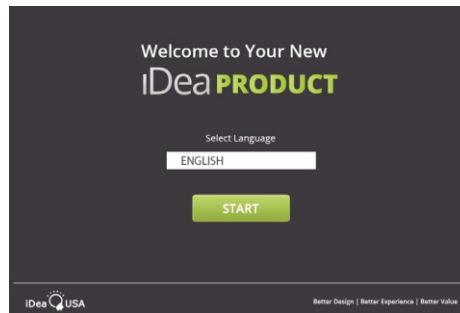 Welcome to Your New
iDea PRODUCT
Select Language
ENGLISH
START
iDea USA
Better Design | Better Experience | Better Value